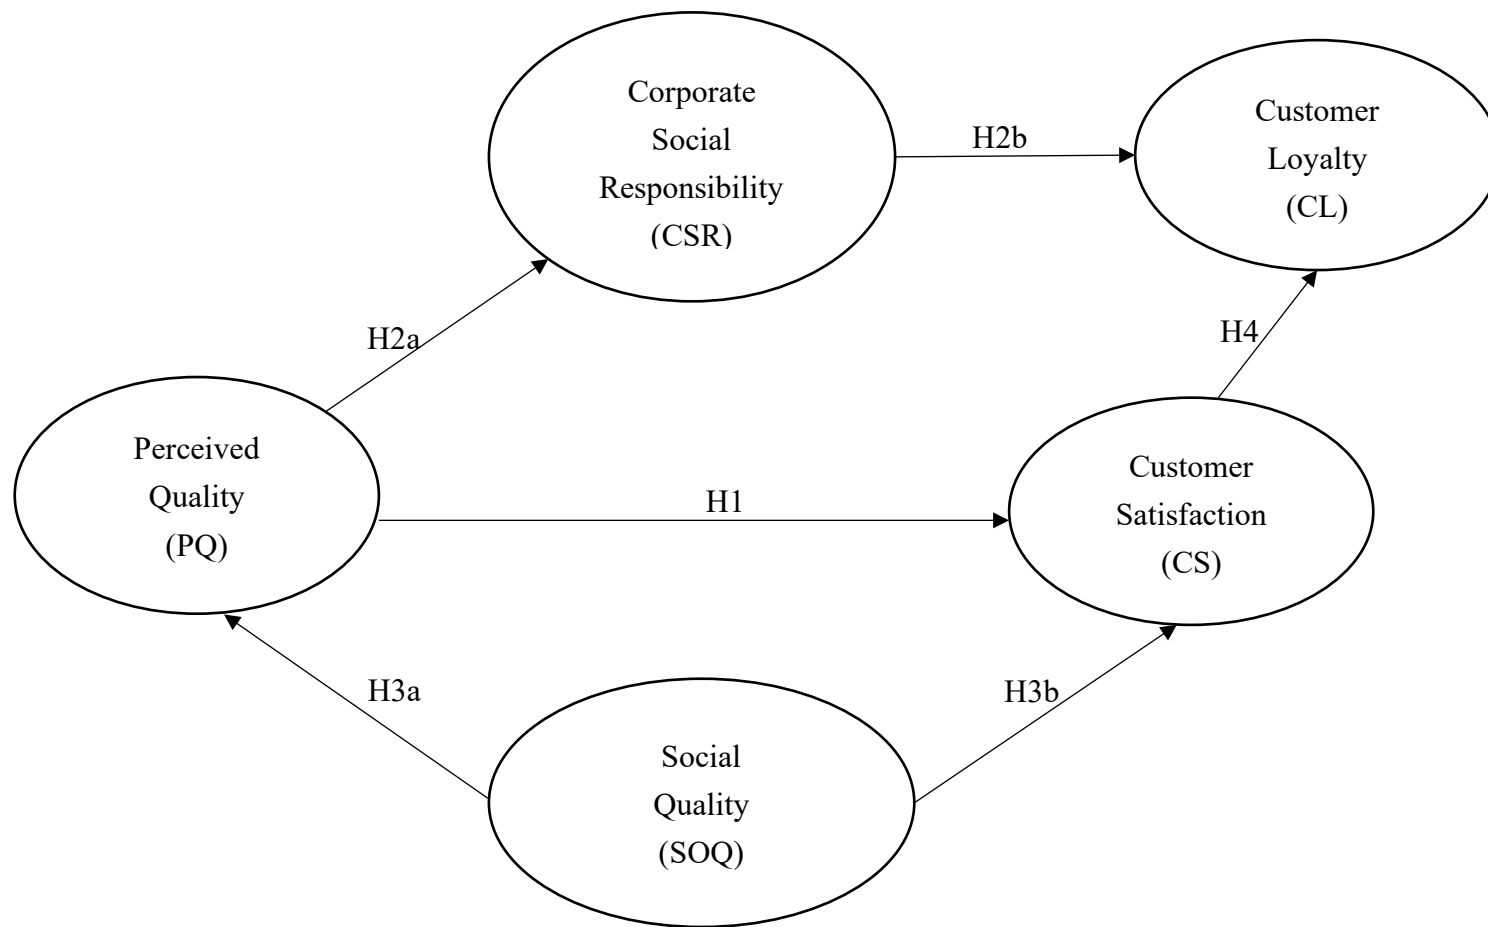 Corporate
Social
Responsibility
(CSR)
H2b
Customer
Loyalty
(CL)
H2a
H4
Perceived
Quality
(PQ)
H1
Customer
Satisfaction
(CS)
H3a
H3b
Social
Quality
(SOQ)